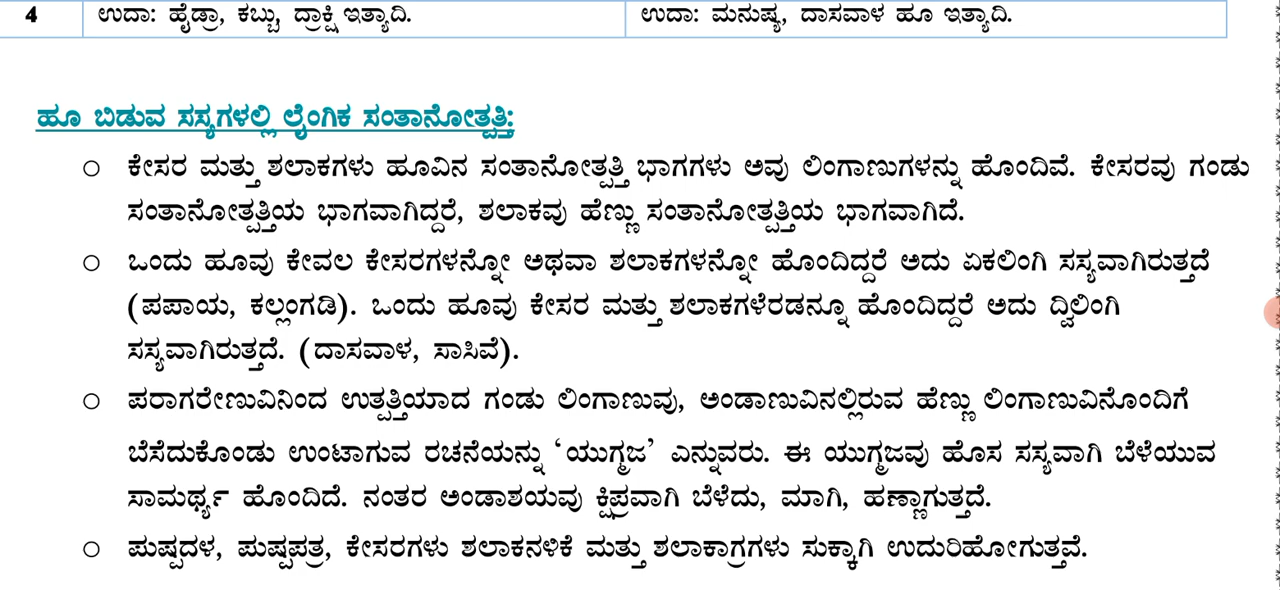 4 ಉದಾ: ಹೈಡ್ರಾ, ಕಬ್ಬು, ದ್ರಾಕ್ಷಿ ಇತ್ಯಾದಿ. ಉದಾ: ಮನುಷ್ಯ, ದಾಸವಾಳ ಹೂ ಇತ್ಯಾದಿ.
ಹೂ ಬಿಡುವ ಸಸ್ಯಗಳಲ್ಲಿ ಲೈಂಗಿಕ ಸಂತಾನೋತ್ಪತ್ತಿ:
○ ಕೇಸರ ಮತ್ತು ಶಲಾಕಗಳು ಹೂವಿನ ಸಂತಾನೋತ್ಪತ್ತಿ ಭಾಗಗಳು ಅವು ಲಿಂಗಾಣುಗಳನ್ನು ಹೊಂದಿವೆ. ಕೇಸರವು ಗಂಡು
ಸಂತಾನೋತ್ಪತ್ತಿಯ ಭಾಗವಾಗಿದ್ದರೆ, ಶಲಾಕವು ಹೆಣ್ಣು ಸಂತಾನೋತ್ಪತ್ತಿಯ ಭಾಗವಾಗಿದೆ.
○ ಒಂದು ಹೂವು ಕೇವಲ ಕೇಸರಗಳನ್ನೋ ಅಥವಾ ಶಲಾಕಗಳನ್ನೋ ಹೊಂದಿದ್ದರೆ ಅದು ಏಕಲಿಂಗಿ ಸಸ್ಯವಾಗಿರುತ್ತದೆ
(ಪಪಾಯ, ಕಲ್ಲಂಗಡಿ). ಒಂದು ಹೂವು ಕೇಸರ ಮತ್ತು ಶಲಾಕಗಳೆರಡನ್ನೂ ಹೊಂದಿದ್ದರೆ ಅದು ದ್ವಿಲಿಂಗಿ
ಸಸ್ಯವಾಗಿರುತ್ತದೆ. (ದಾಸವಾಳ, ಸಾಸಿವೆ).
○ ಪರಾಗರೇಣುವಿನಿಂದ ಉತ್ಪತ್ತಿಯಾದ ಗಂಡು ಲಿಂಗಾಣುವು, ಅಂಡಾಣುವಿನಲ್ಲಿರುವ ಹೆಣ್ಣು ಲಿಂಗಾಣುವಿನೊಂದಿಗೆ
ಬೆಸೆದುಕೊಂಡು ಉಂಟಾಗುವ ರಚನೆಯನ್ನು ‘ಯುಗ್ಮಜ’ ಎನ್ನುವರು. ಈ ಯುಗ್ಮಜವು ಹೊಸ ಸಸ್ಯವಾಗಿ ಬೆಳೆಯುವ
ಸಾಮರ್ಥ್ಯ ಹೊಂದಿದೆ. ನಂತರ ಅಂಡಾಶಯವು ಕ್ಷಿಪ್ರವಾಗಿ ಬೆಳೆದು, ಮಾಗಿ, ಹಣ್ಣಾಗುತ್ತದೆ.
○ ಪುಷ್ಪದಳ, ಪುಷ್ಪಪತ್ರ, ಕೇಸರಗಳು ಶಲಾಕನಳಿಕೆ ಮತ್ತು ಶಲಾಕಾಗ್ರಗಳು ಸುಕ್ಕಾಗಿ ಉದುರಿಹೋಗುತ್ತವೆ.